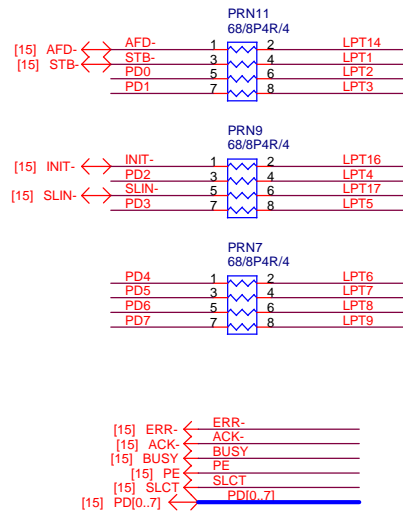 PRN11
68/8P4R/4
[15] AFD- AFD- 1 2 LPT14
[15] STB- STB- 3 4 LPT1
PD0 5 6 LPT2
PD1 7 8 LPT3
PRN9
68/8P4R/4
[15] INIT- INIT- 1 2 LPT16
PD2 3 4 LPT4
[15] SLIN- SLIN- 5 6 LPT17
PD3 7 8 LPT5
PRN7
68/8P4R/4
PD4 1 2 LPT6
PD5 3 4 LPT7
PD6 5 6 LPT8
PD7 7 8 LPT9
[15] ERR- ERR-
[15] ACK- ACK-
[15] BUSY BUSY
[15] PE PE
[15] SLCT SLCT
[15] PD[0..7] PD[0..7]